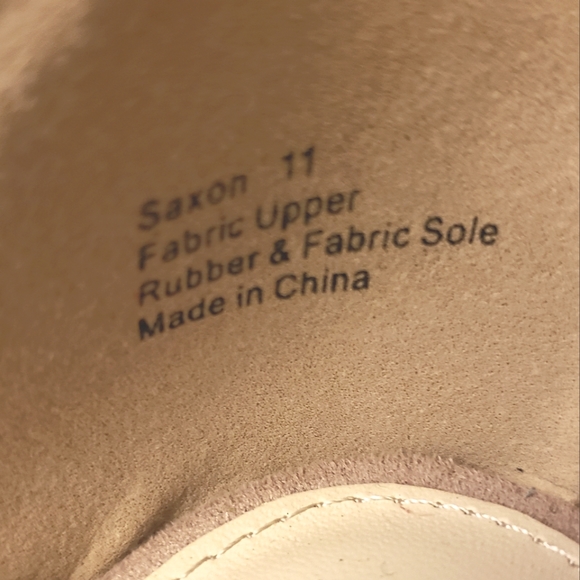 Saxon 11
Fabric Upper
Rubber & Fabric Sole
Made in China